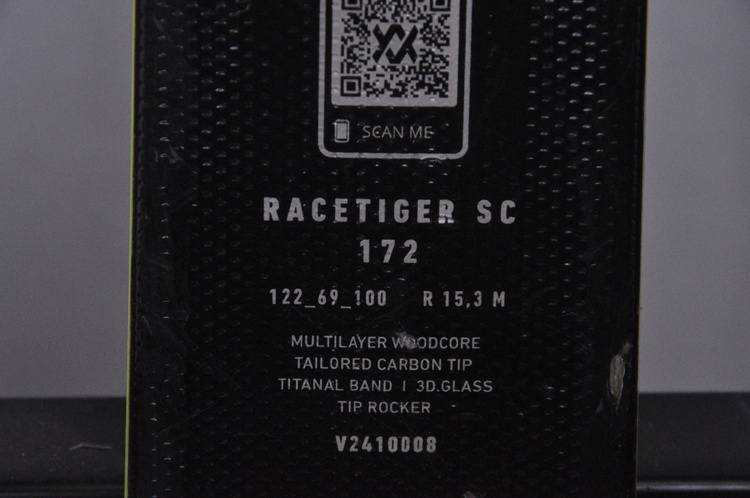 SCAN ME
RACETIGER SC
172
122_69_100 R 15,3 M
MULTILAYER WOODCORE
TAILORED CARBON TIP
TITANAL BAND | 3D.GLASS
TIP ROCKER
V2410008